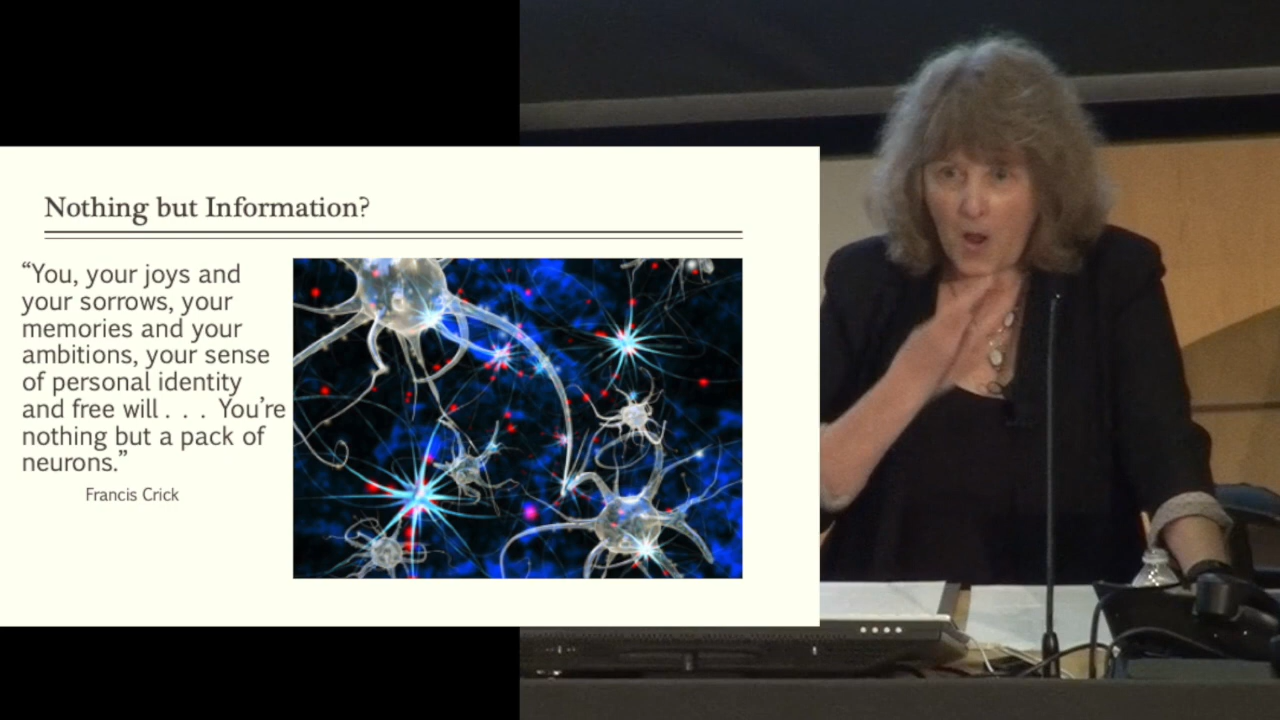 Nothing but Information?
“You, your joys and
your sorrows, your
memories and your
ambitions, your sense
of personal identity
and free will . . . You’re
nothing but a pack of
neurons.”
Francis Crick